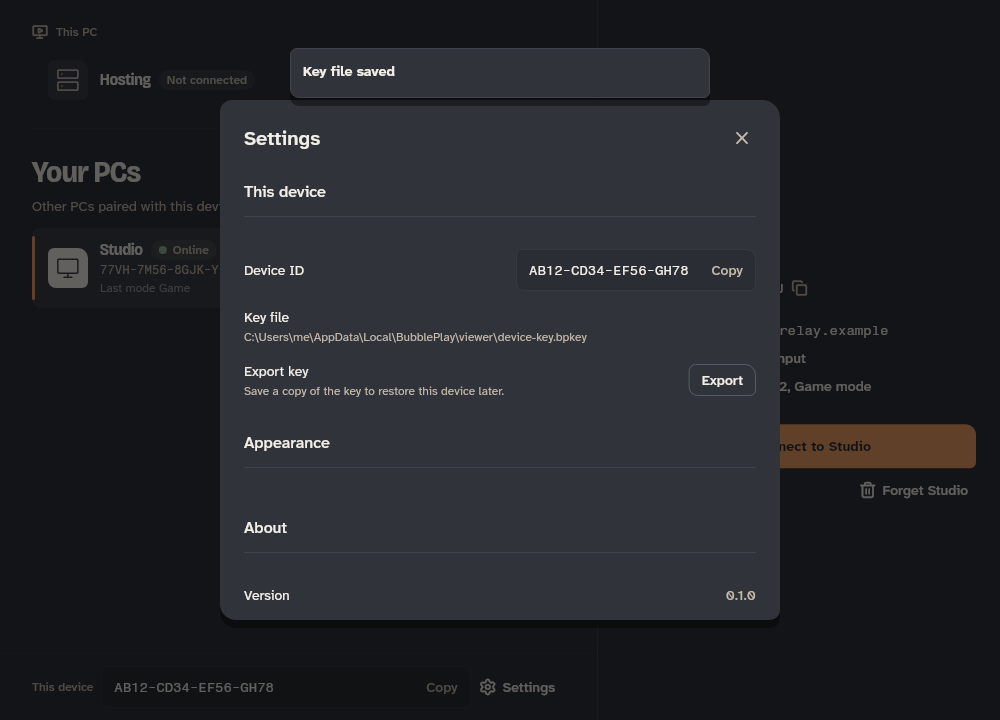 This PC
Hosting Not connected
Key file saved
Your PCs
Other PCs paired with this
Studio Online
77VH-7M56-8GJK-Y
Last mode Game
Settings
This device
Device ID AB12-CD34-EF56-GH78 Copy
Key file
C:\Users\me\AppData\Local\BubblePlay\viewer\device-key.bpkey
Export key
Save a copy of the key to restore this device later.
Export
Appearance
About
Version 0.1.0
relay.example
2, Game mode
to Studio
Forget Studio
This device AB12-CD34-EF56-GH78 Copy Settings